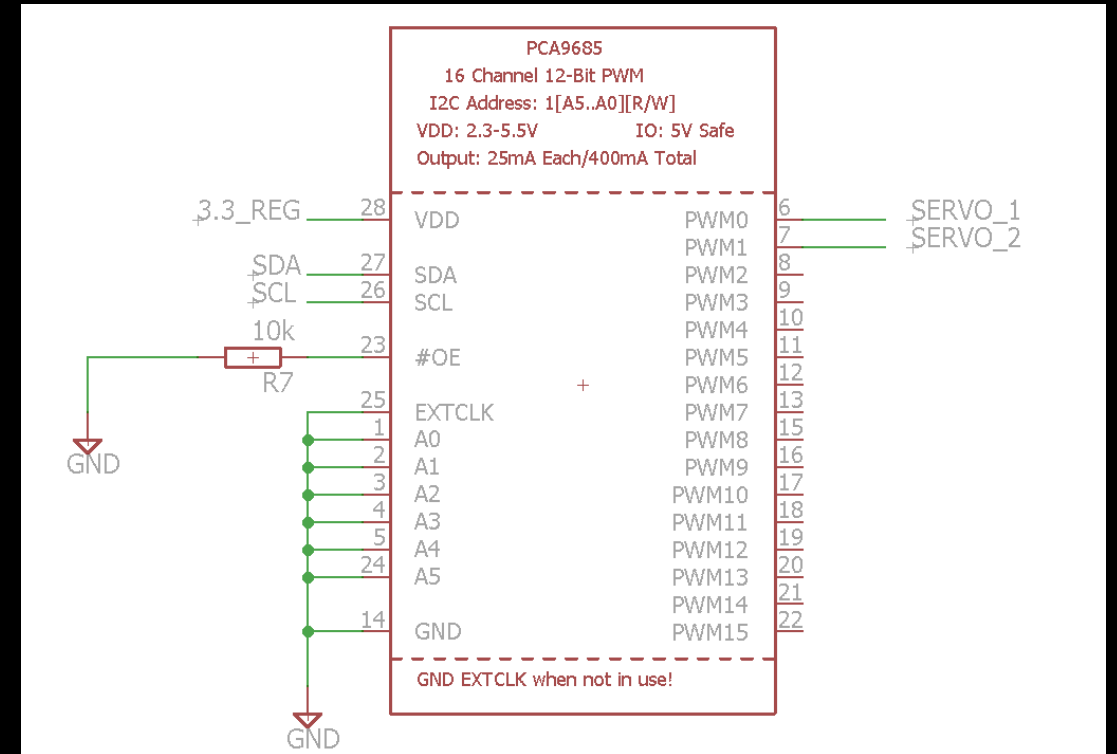 PCA9685
16 Channel 12-Bit PWM
I2C Address: 1[A5..A0][R/W]
VDD: 2.3-5.5V IO: 5V Safe
Output: 25mA Each/400mA Total
3.3_REG 28 VDD PWM0 6 SERVO_1
PWM1 7 SERVO_2
SDA 27 SDA PWM2 8
SCL 26 SCL PWM3 9
10k PWM4 10
23 #OE PWM5 11
R7 PWM6 12
25 EXTCLK PWM7 13
1 A0 PWM8 15
2 A1 PWM9 16
GND 3 A2 PWM10 17
4 A3 PWM11 18
5 A4 PWM12 19
24 A5 PWM13 20
PWM14 21
14 GND PWM15 22
GND EXTCLK when not in use!
GND